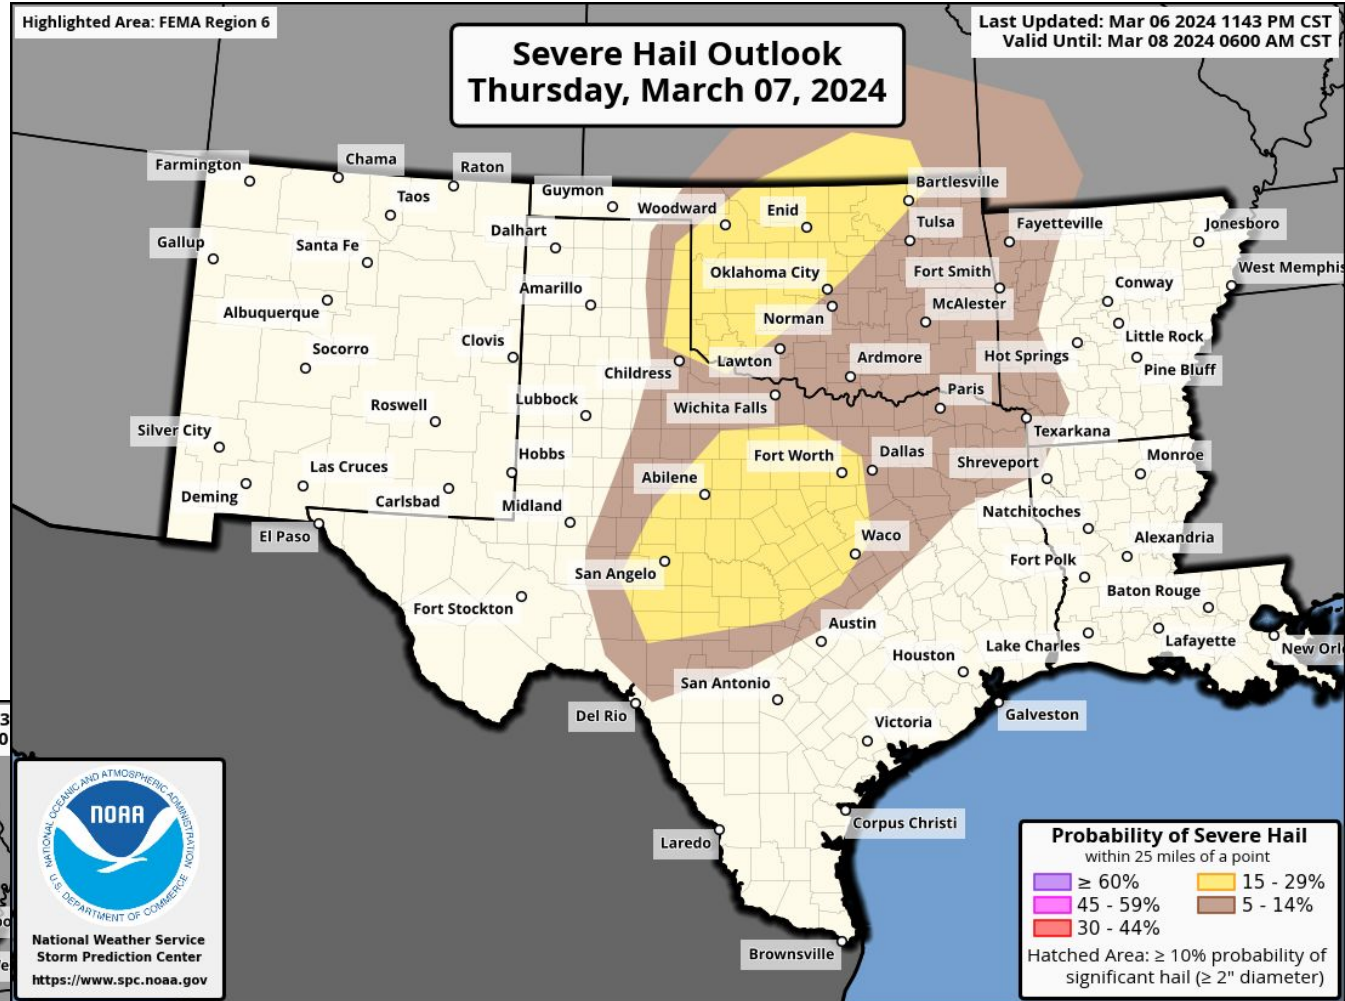 Highlighted Area: FEMA Region 6
Severe Hail Outlook
Thursday, March 07, 2024
Last Updated: Mar 06 2024 1143 PM CST
Valid Until: Mar 08 2024 0600 AM CST
Farmington
Chama
Raton
Taos
Guymon
Woodward
Enid
Bartlesville
Gallup
Santa Fe
Dalhart
Tulsa
Fayetteville
Jonesboro
Amarillo
Oklahoma City
Fort Smith
West Memphis
Albuquerque
Norman
McAlester
Conway
Socorro
Clovis
Childress
Lawton
Ardmore
Hot Springs
Little Rock
Pine Bluff
Roswell
Lubbock
Wichita Falls
Paris
Texarkana
Silver City
Las Cruces
Hobbs
Abilene
Fort Worth
Dallas
Shreveport
Monroe
Deming
Carlsbad
Midland
Natchitoches
El Paso
San Angelo
Waco
Fort Polk
Alexandria
Fort Stockton
Baton Rouge
Austin
Houston
Lake Charles
Lafayette
New Orl
San Antonio
Del Rio
Victoria
Galveston
Laredo
Corpus Christi
Brownsville
3
0
NATIONAL OCEANIC AND ATMOSPHERIC ADMINISTRATION
NOAA
U.S. DEPARTMENT OF COMMERCE
National Weather Service
Storm Prediction Center
https://www.spc.noaa.gov
Probability of Severe Hail
within 25 miles of a point
≥ 60% 15 - 29%
45 - 59% 5 - 14%
30 - 44%
Hatched Area: ≥ 10% probability of
significant hail (≥ 2" diameter)